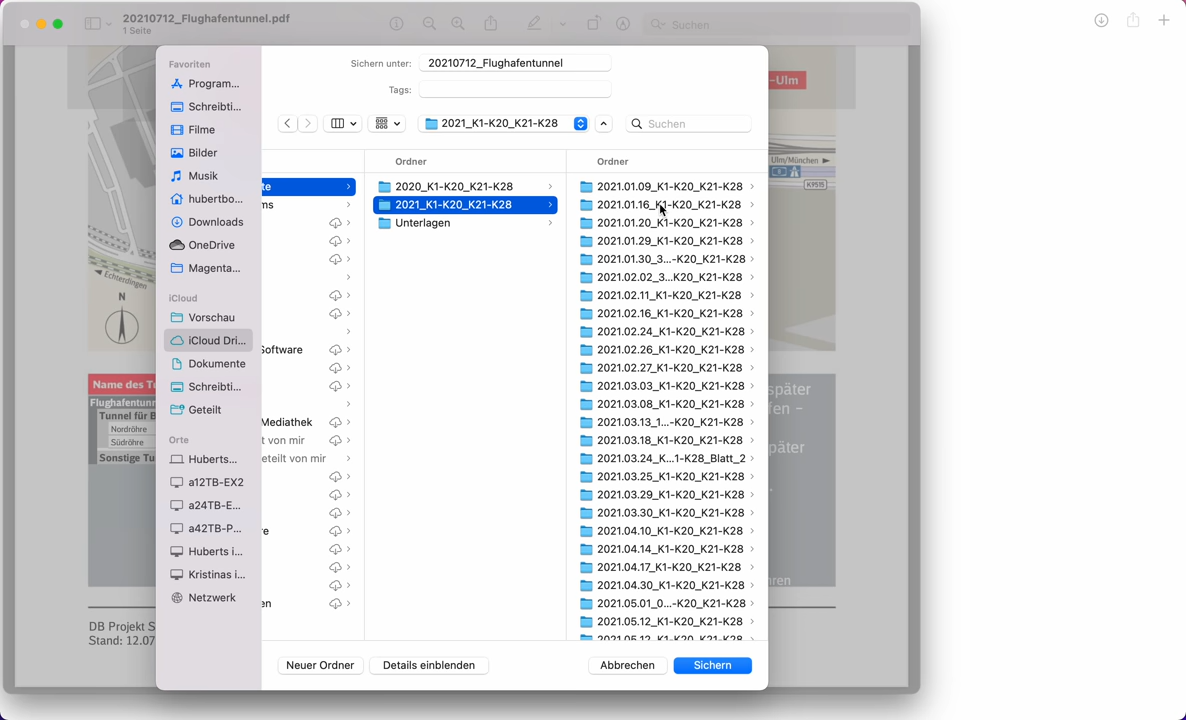 20210712_Flughafentunnel.pdf
1 Seite
Suchen
-Ulm
Ulm/München
K9515
Echterdingen
N
Name des Tu
Flughafentunn
Tunnel für B
Nordröhre
Südröhre
Sonstige Tu
DB Projekt S
Stand: 12.07
später
fen –
päter
hren
Sichern unter: 20210712_Flughafentunnel
Tags:
2021_K1-K20_K21-K28
Suchen
Favoriten
Program...
Schreibti...
Filme
Bilder
Musik
hubertbo...
Downloads
OneDrive
Magenta...
iCloud
Vorschau
iCloud Dri...
Dokumente
Schreibti...
Geteilt
Orte
Huberts...
a12TB-EX2
a24TB-E...
a42TB-P...
Huberts i...
Kristinas i...
Netzwerk
te
ms
Software
Mediathek
t von mir
eteilt von mir
re
en
Ordner
2020_K1-K20_K21-K28
2021_K1-K20_K21-K28
Unterlagen
Ordner
2021.01.09_K1-K20_K21-K28
2021.01.16_K1-K20_K21-K28
2021.01.20_K1-K20_K21-K28
2021.01.29_K1-K20_K21-K28
2021.01.30_3...-K20_K21-K28
2021.02.02_3...K20_K21-K28
2021.02.11_K1-K20_K21-K28
2021.02.16_K1-K20_K21-K28
2021.02.24_K1-K20_K21-K28
2021.02.26_K1-K20_K21-K28
2021.02.27_K1-K20_K21-K28
2021.03.03_K1-K20_K21-K28
2021.03.08_K1-K20_K21-K28
2021.03.13_1...-K20_K21-K28
2021.03.18_K1-K20_K21-K28
2021.03.24_K...1-K28_Blatt_2
2021.03.25_K1-K20_K21-K28
2021.03.29_K1-K20_K21-K28
2021.03.30_K1-K20_K21-K28
2021.04.10_K1-K20_K21-K28
2021.04.14_K1-K20_K21-K28
2021.04.17_K1-K20_K21-K28
2021.04.30_K1-K20_K21-K28
2021.05.01_0...-K20_K21-K28
2021.05.12_K1-K20_K21-K28
2021.05.12_K1-K20_K21-K28
Neuer Ordner
Details einblenden
Abbrechen
Sichern